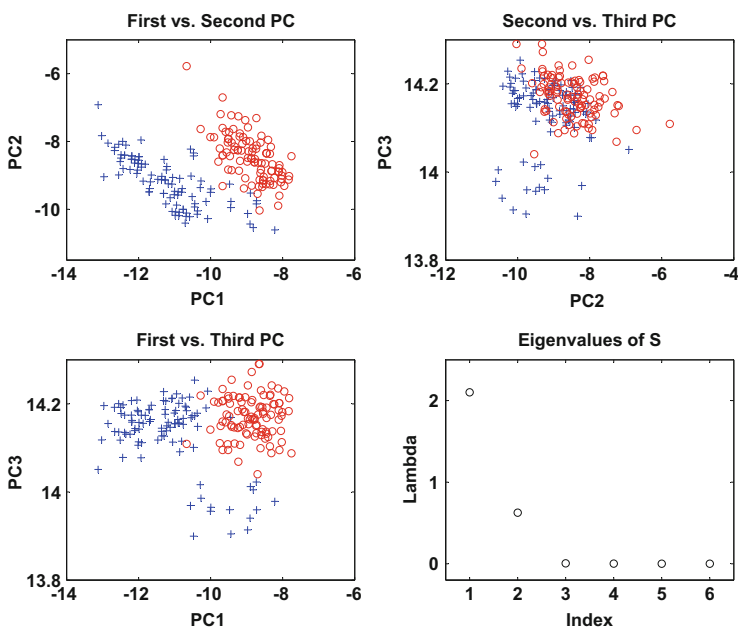 First vs. Second PC
PC2
-6
-8
-10
-14
-12
-10
-8
-6
PC1
Second vs. Third PC
PC3
14.2
14
13.8
-12
-10
-8
-6
-4
PC2
First vs. Third PC
PC3
14.2
14
13.8
-14
-12
-10
-8
-6
PC1
Eigenvalues of S
Lambda
2
1
0
1
2
3
4
5
6
Index